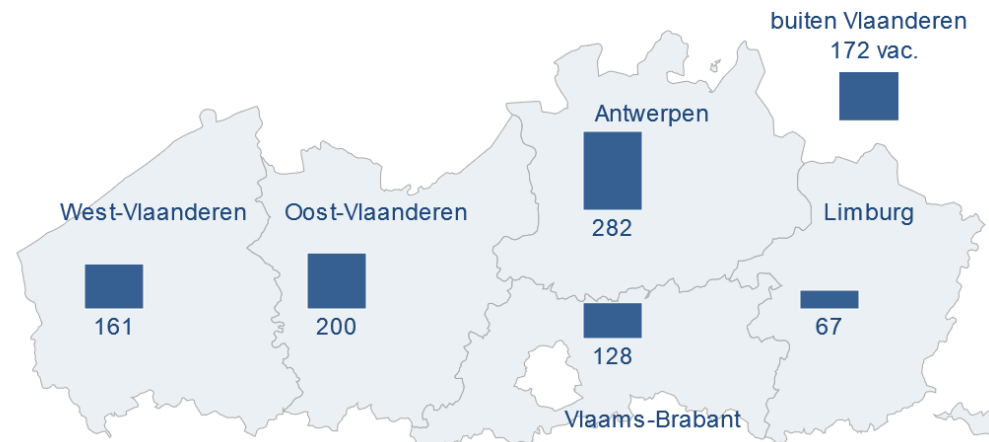 buiten Vlaanderen
172 vac.
Antwerpen
282
West-Vlaanderen
161
Oost-Vlaanderen
200
Limburg
67
128
Vlaams-Brabant